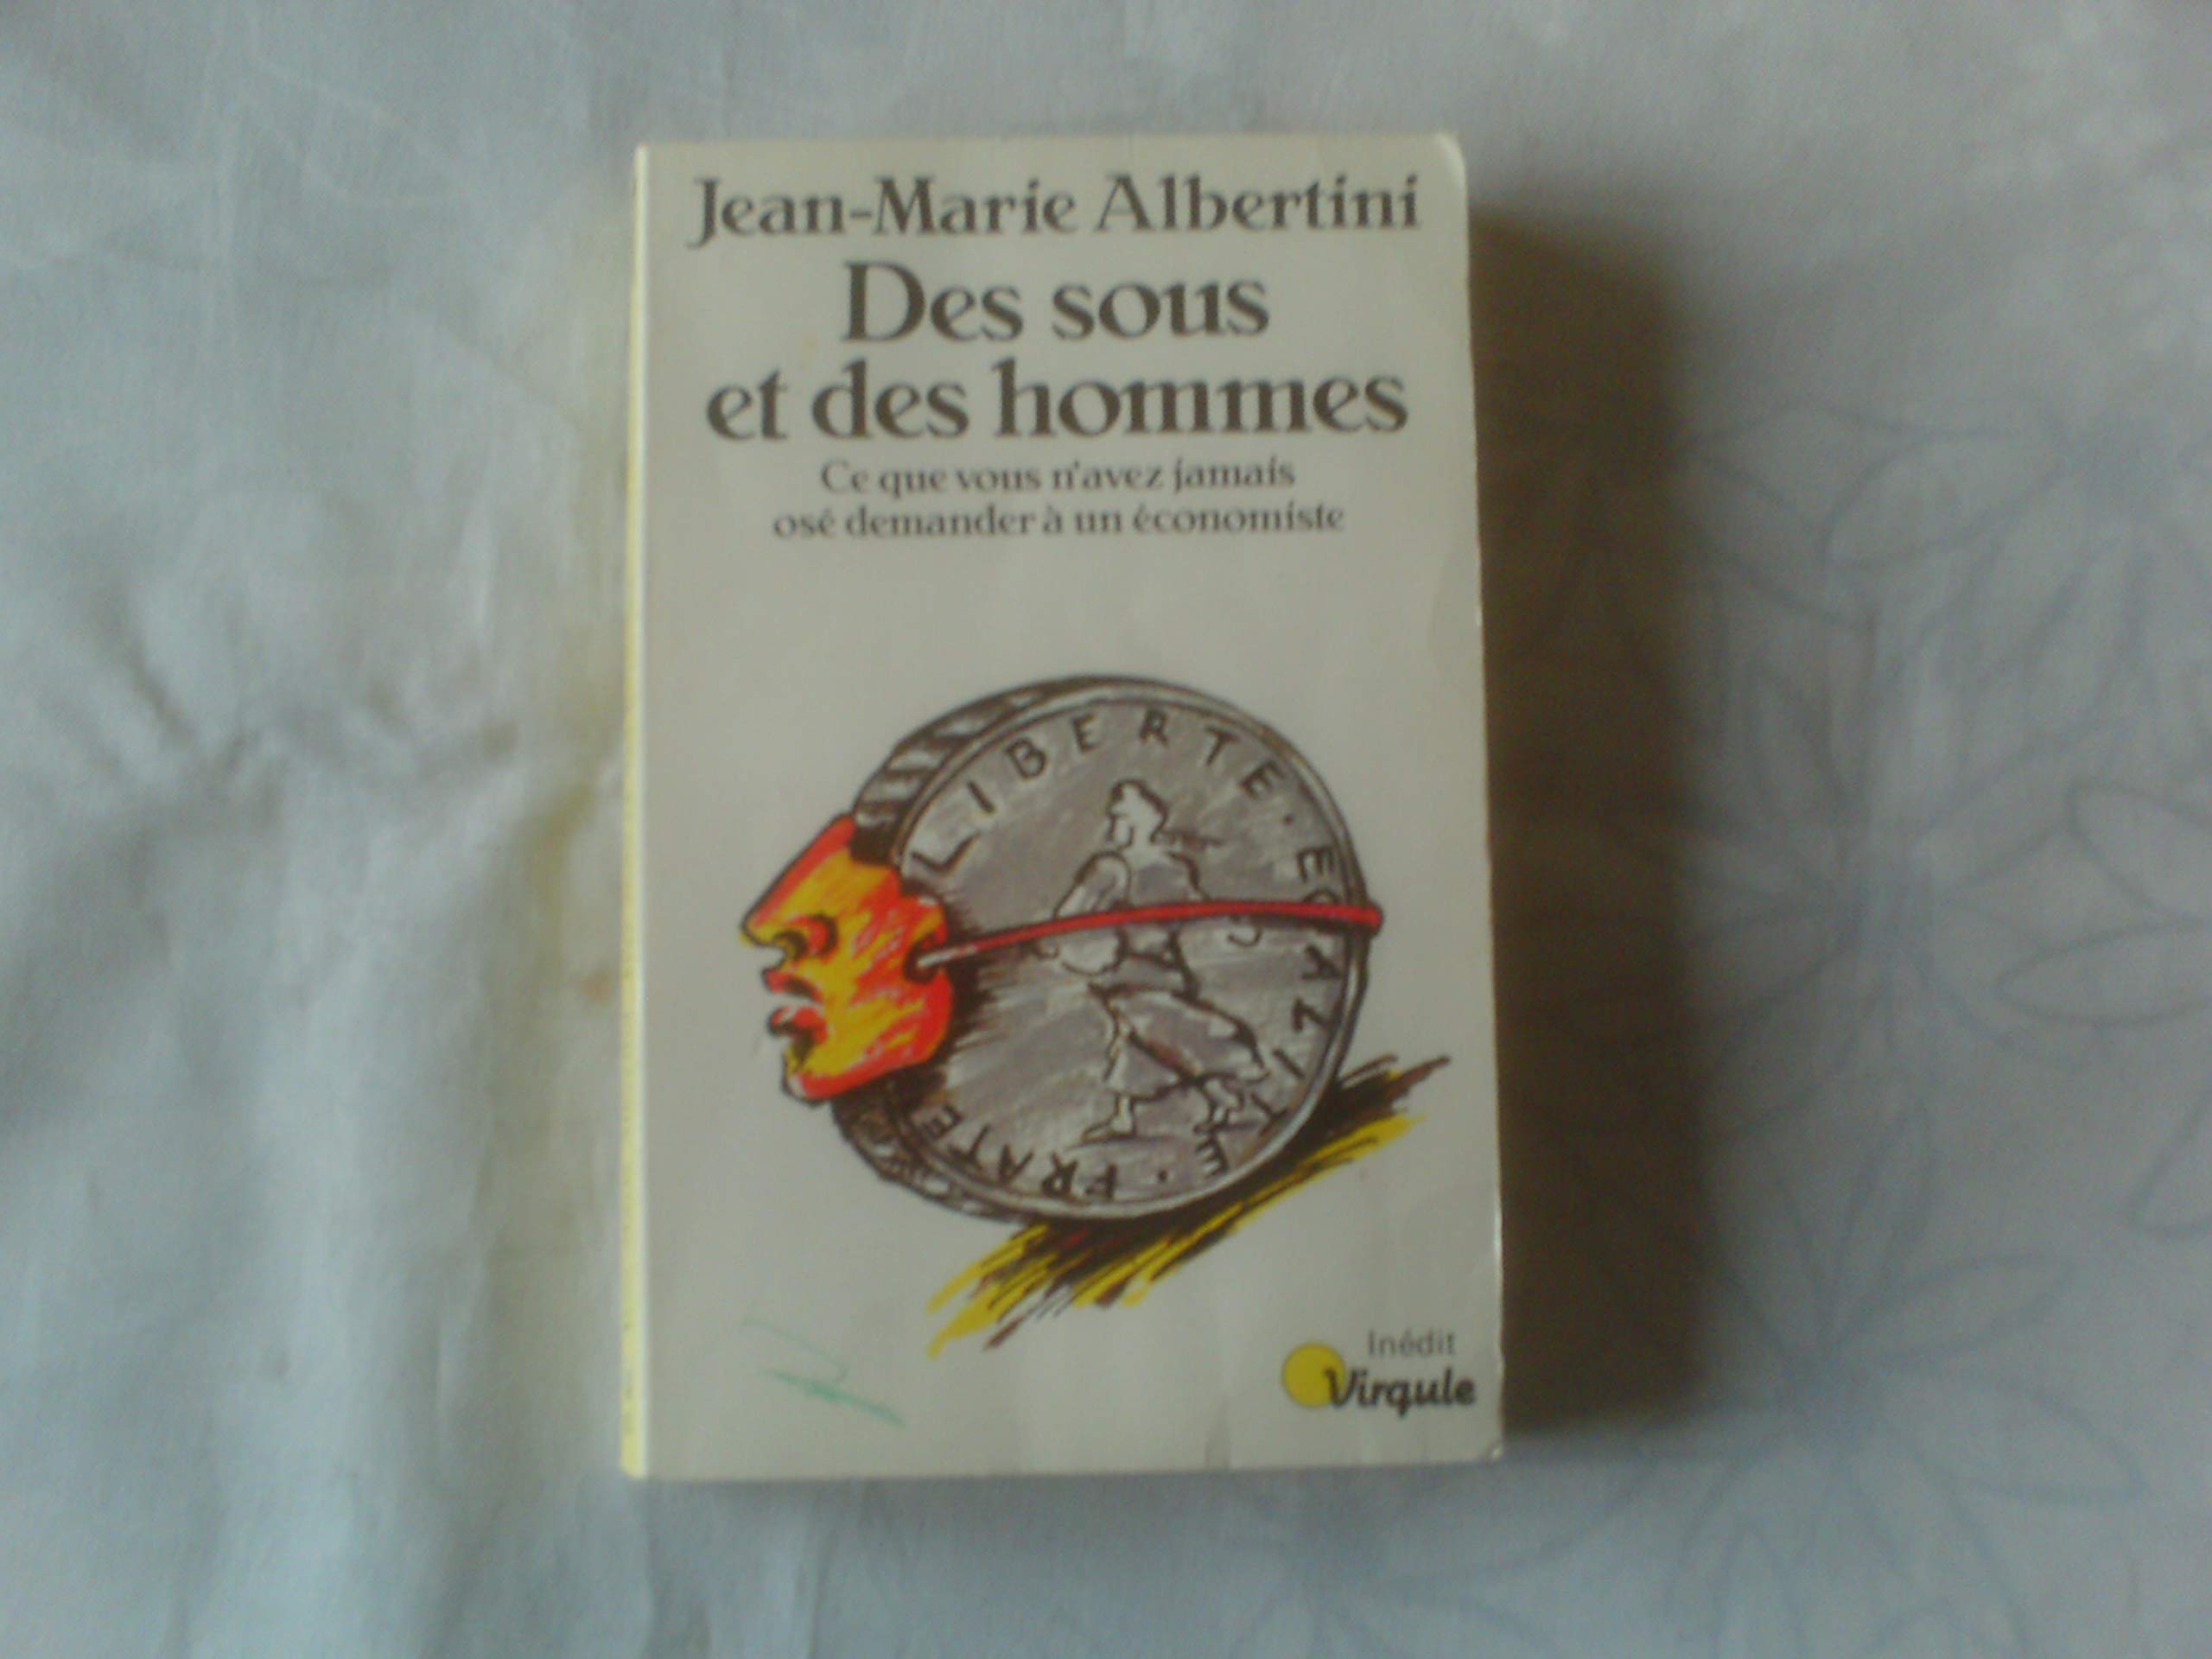 Jean-Marie Albertini
Des sous
et des hommes
Ce que vous n'avez jamais
osé demander à un économiste
LIBERTE · EGALITE · FRATE
Inédit
Virgule